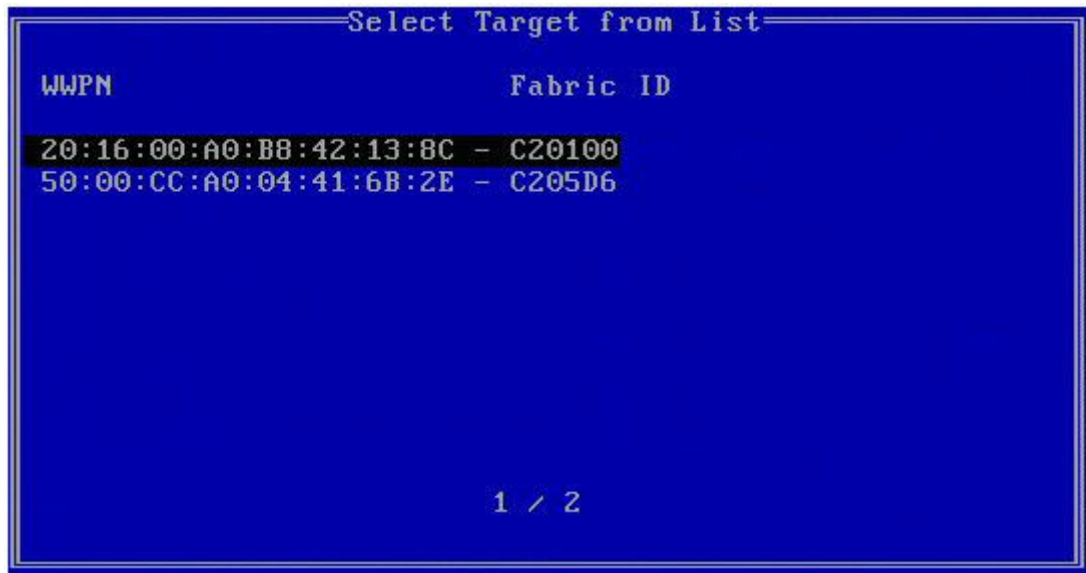 Select Target from List
WWPN Fabric ID
20:16:00:A0:B8:42:13:8C - C20100
50:00:CC:A0:04:41:6B:2E - C205D6
1 / 2